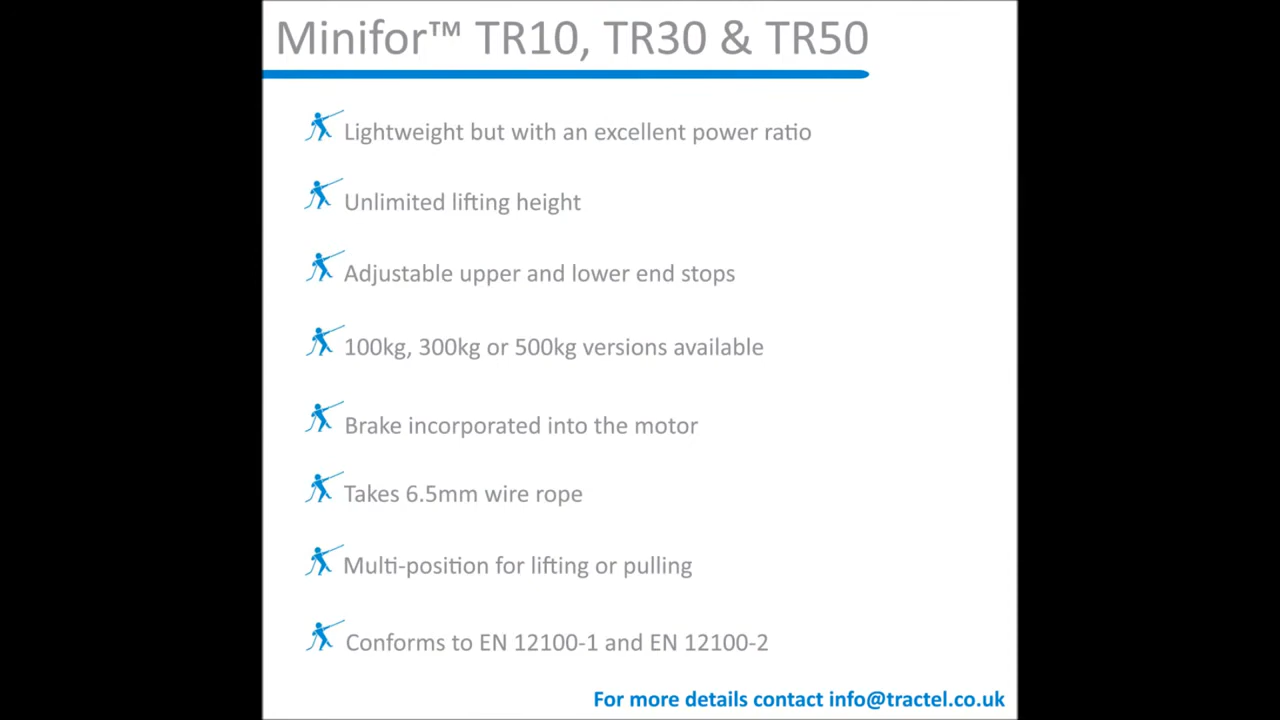 Minifor™ TR10, TR30 & TR50
Lightweight but with an excellent power ratio
Unlimited lifting height
Adjustable upper and lower end stops
100kg, 300kg or 500kg versions available
Brake incorporated into the motor
Takes 6.5mm wire rope
Multi-position for lifting or pulling
Conforms to EN 12100-1 and EN 12100-2
For more details contact info@tractel.co.uk